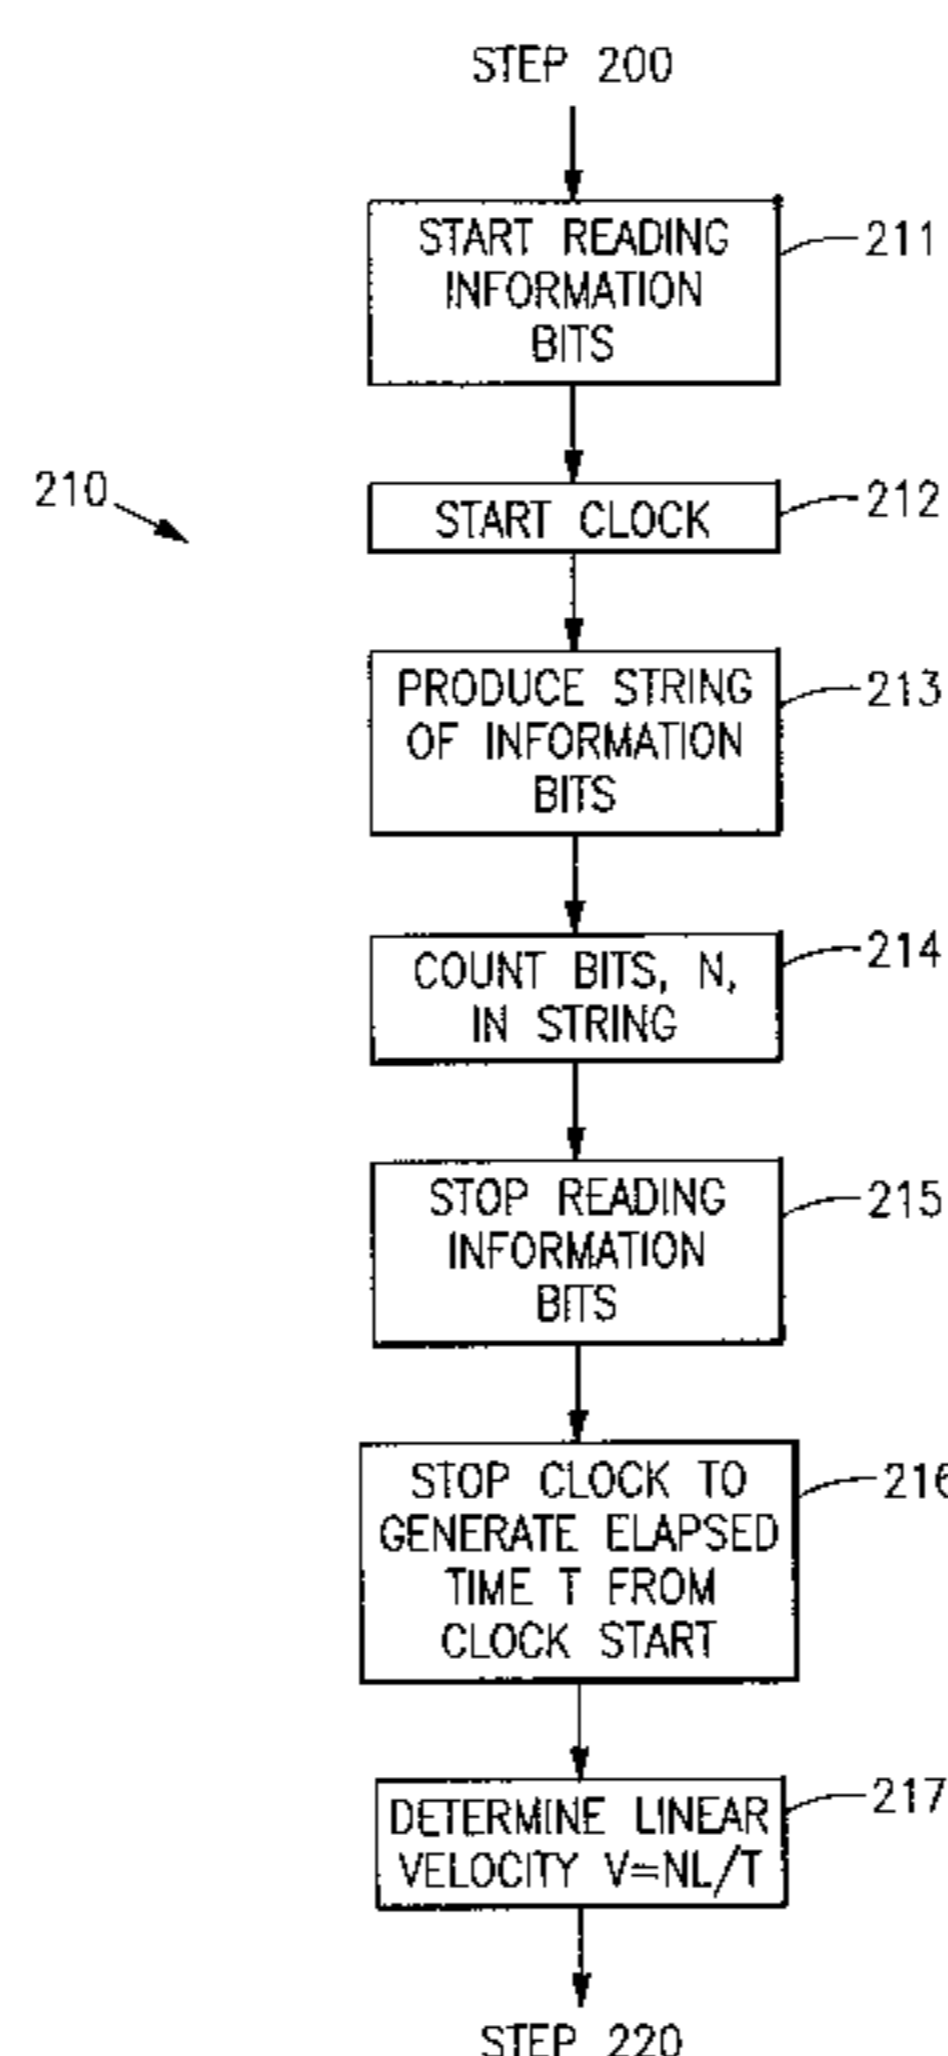 STEP 200
START READING
INFORMATION
BITS
211
210
START CLOCK
212
PRODUCE STRING
OF INFORMATION
BITS
213
COUNT BITS, N,
IN STRING
214
STOP READING
INFORMATION
BITS
215
STOP CLOCK TO
GENERATE ELAPSED
TIME T FROM
CLOCK START
216
DETERMINE LINEAR
VELOCITY V=NL/T
217
STEP 220